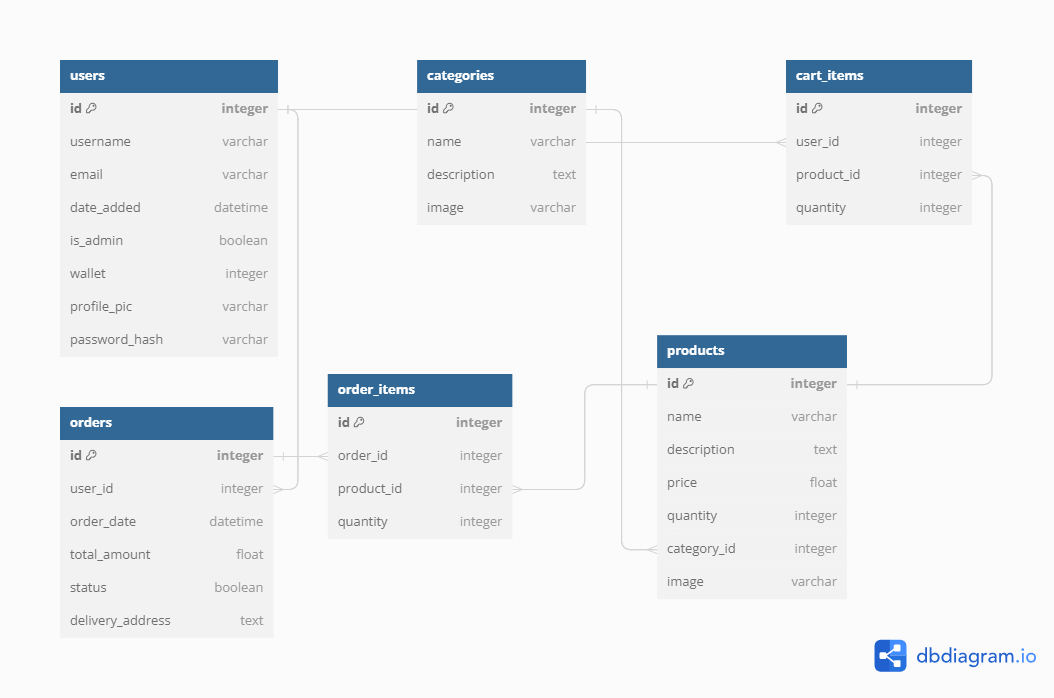 users
id integer
username varchar
email varchar
date_added datetime
is_admin boolean
wallet integer
profile_pic varchar
password_hash varchar
categories
id integer
name varchar
description text
image varchar
cart_items
id integer
user_id integer
product_id integer
quantity integer
orders
id integer
user_id integer
order_date datetime
total_amount float
status boolean
delivery_address text
order_items
id integer
order_id integer
product_id integer
quantity integer
products
id integer
name varchar
description text
price float
quantity integer
category_id integer
image varchar
dbdiagram.io